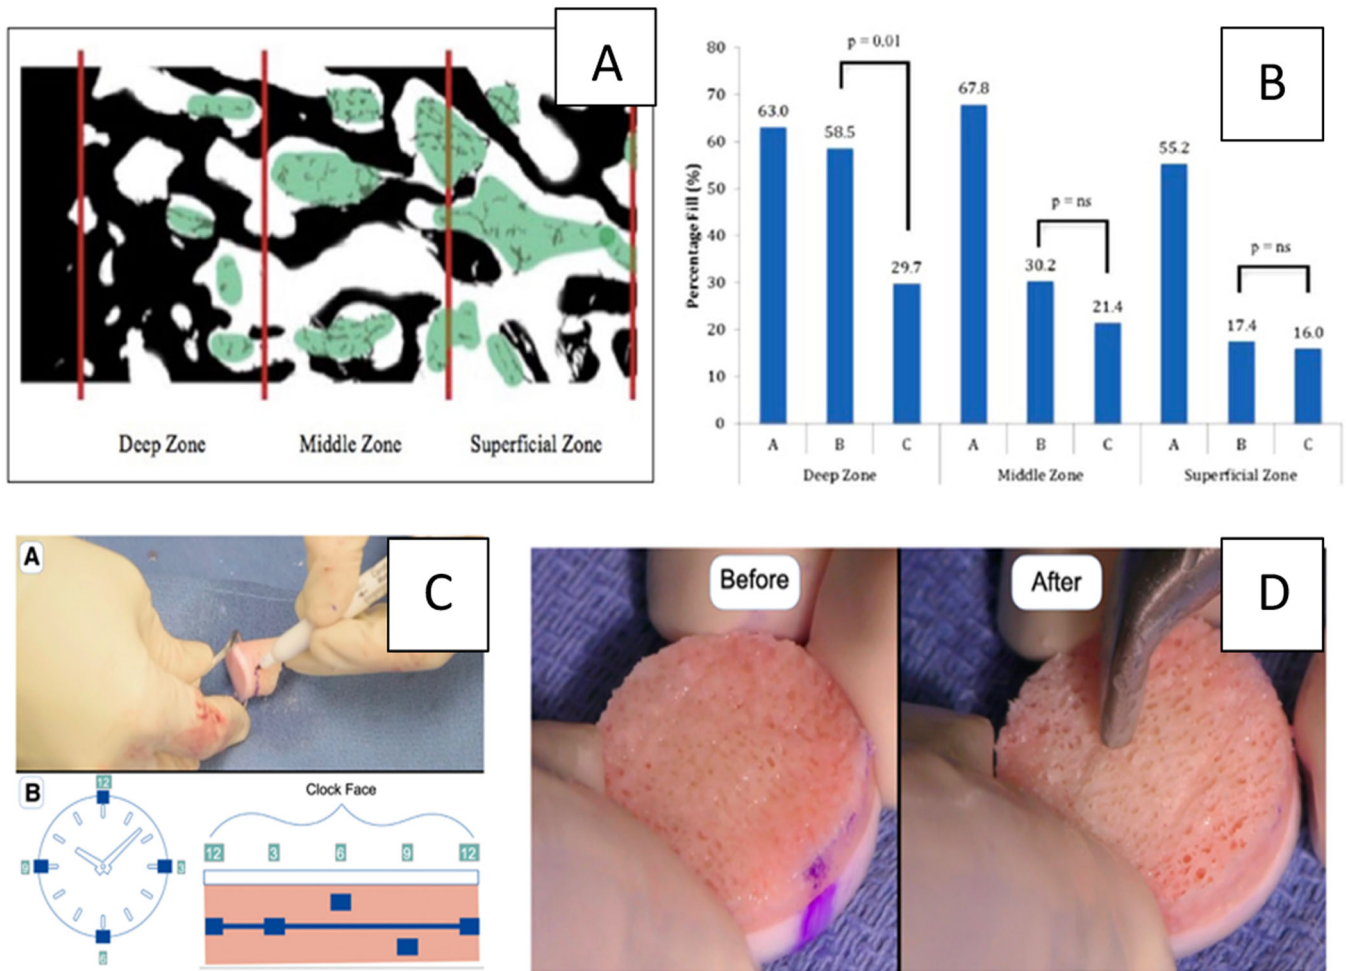 A
Deep Zone
Middle Zone
Superficial Zone
B
Percentage Fill (%)
80
70
60
50
40
30
20
10
0
p = 0.01
p = ns
p = ns
63.0
58.5
29.7
67.8
30.2
21.4
55.2
17.4
16.0
A
B
C
A
B
C
A
B
C
Deep Zone
Middle Zone
Superficial Zone
A
C
B
12
3
6
9
Clock Face
12
3
6
9
12
Before
After
D